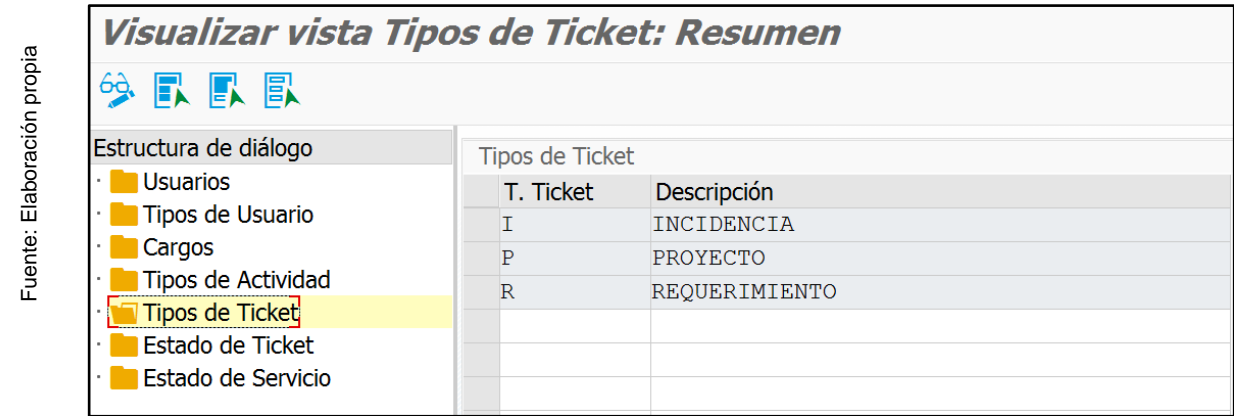 Visualizar vista Tipos de Ticket: Resumen
Fuente: Elaboración propia
Estructura de diálogo
Usuarios
Tipos de Usuario
Cargos
Tipos de Actividad
Tipos de Ticket
Estado de Ticket
Estado de Servicio
Tipos de Ticket
T. Ticket Descripción
I INCIDENCIA
P PROYECTO
R REQUERIMIENTO